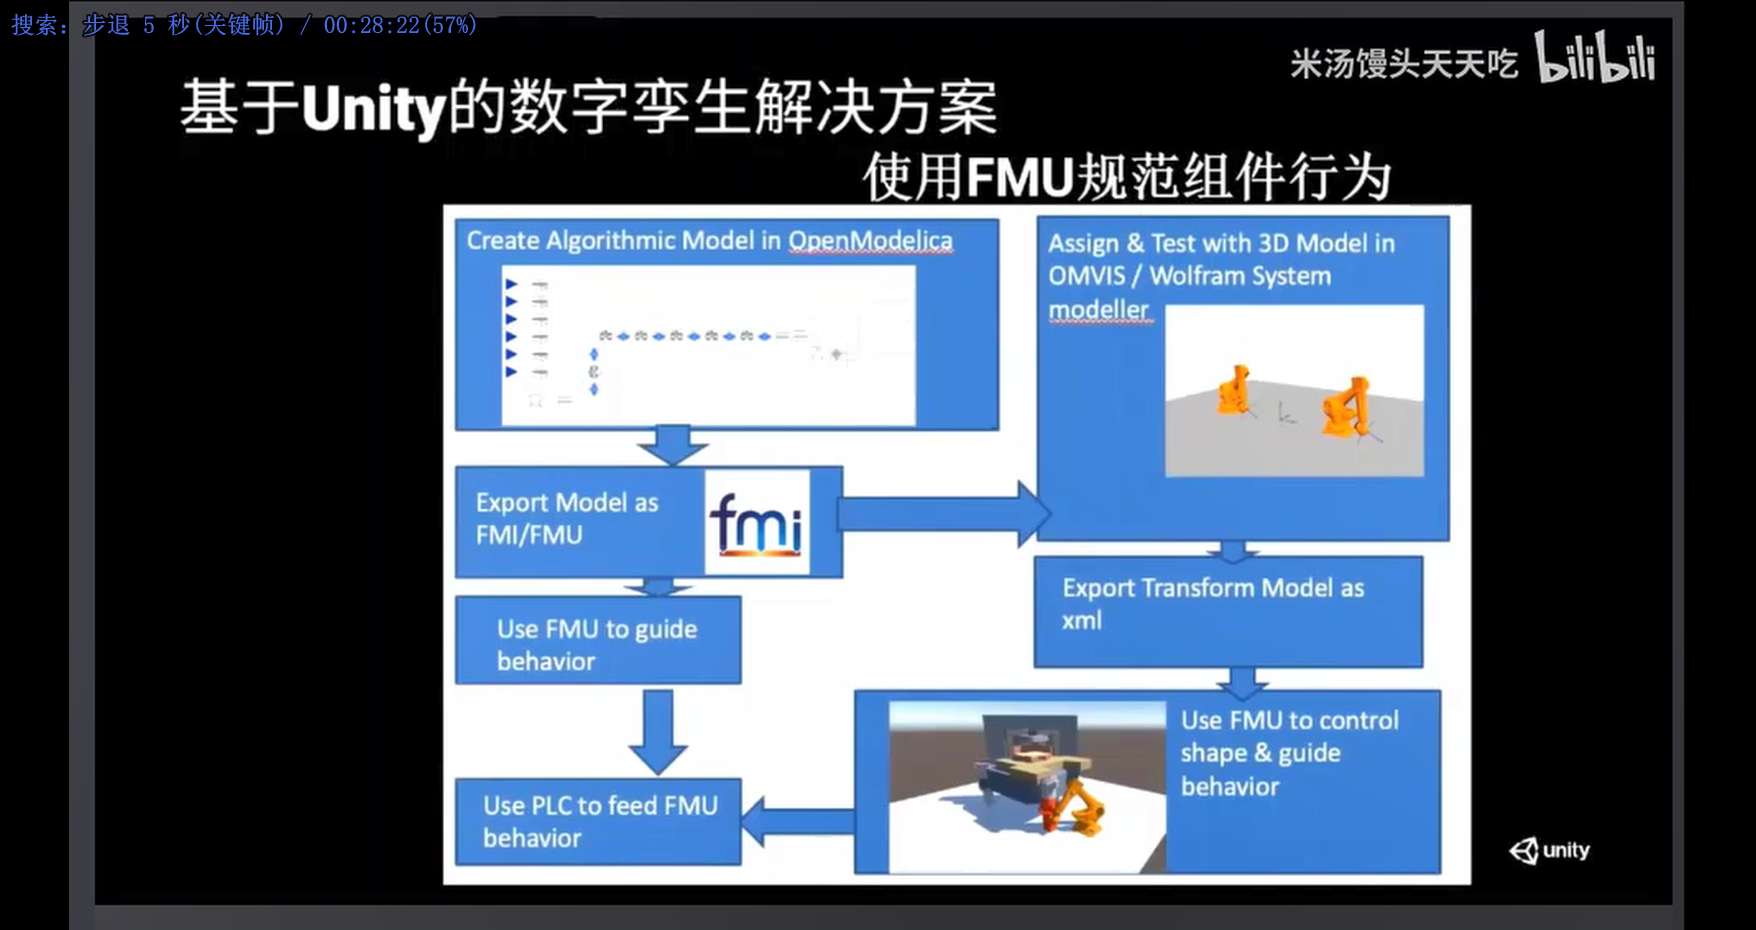 搜索: 步退 5 秒(关键帧) / 00:28:22(57%)
米汤馒头天天吃 bilibili
基于Unity的数字孪生解决方案
使用FMU规范组件行为
Create Algorithmic Model in OpenModelica
Assign & Test with 3D Model in
OMVIS / Wolfram System
modeller
Export Model as
FMI/FMU
fmi
Use FMU to guide
behavior
Export Transform Model as
xml
Use FMU to control
shape & guide
behavior
Use PLC to feed FMU
behavior
unity